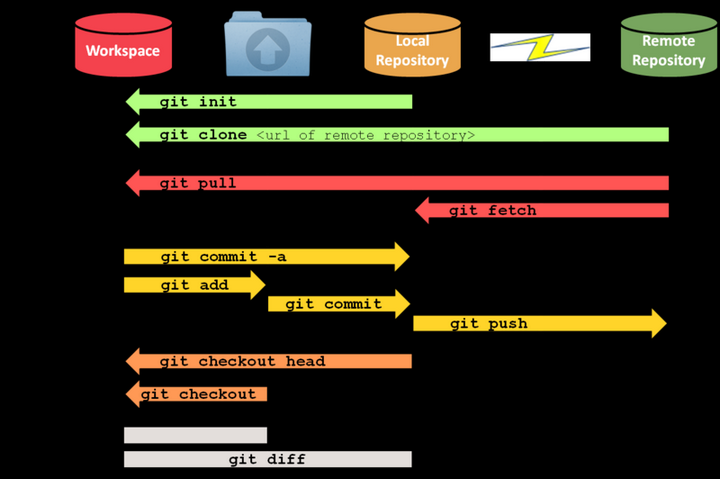 Workspace
Local
Repository
Remote
Repository
git init
git clone <url of remote repository>
git pull
git fetch
git commit -a
git add
git commit
git push
git checkout head
git checkout
git diff